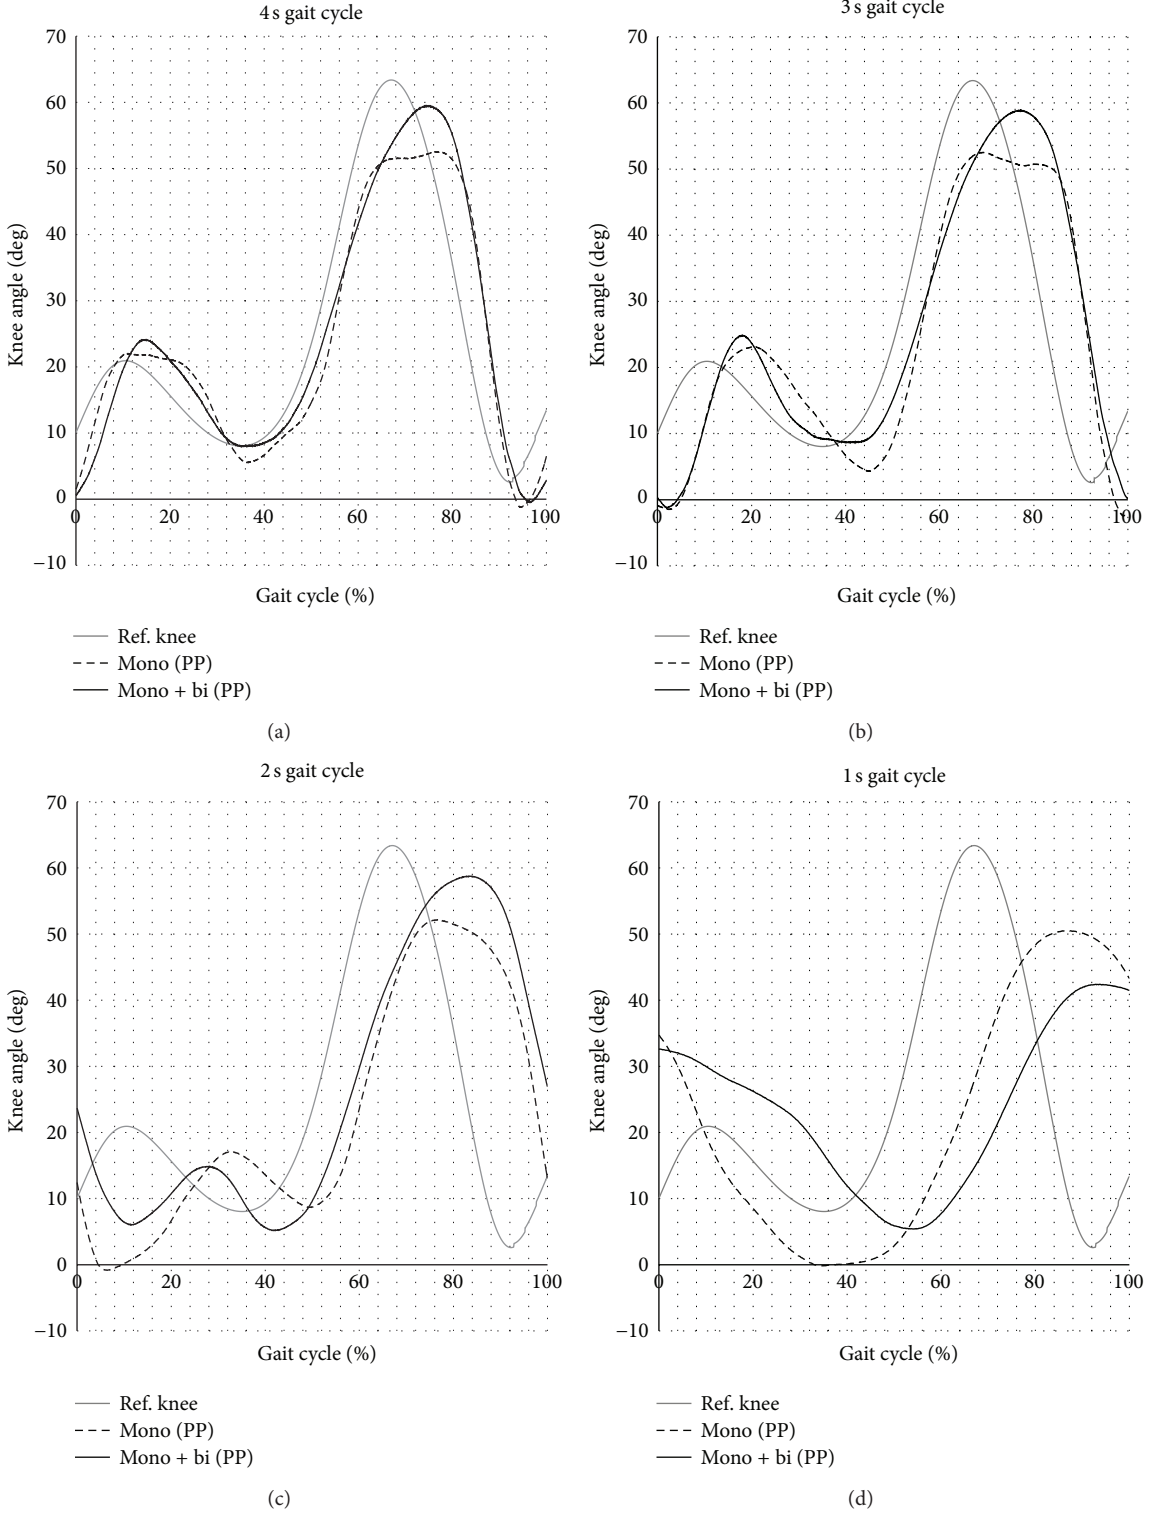 4 s gait cycle
70
60
50
40
30
20
10
0
−10
0 20 40 60 80 100
Knee angle (deg)
Gait cycle (%)
Ref. knee
Mono (PP)
Mono + bi (PP)
(a)
3 s gait cycle
70
60
50
40
30
20
10
0
−10
0 20 40 60 80 100
Knee angle (deg)
Gait cycle (%)
Ref. knee
Mono (PP)
Mono + bi (PP)
(b)
2 s gait cycle
70
60
50
40
30
20
10
0
−10
0 20 40 60 80 100
Knee angle (deg)
Gait cycle (%)
Ref. knee
Mono (PP)
Mono + bi (PP)
(c)
1 s gait cycle
70
60
50
40
30
20
10
0
−10
0 20 40 60 80 100
Knee angle (deg)
Gait cycle (%)
Ref. knee
Mono (PP)
Mono + bi (PP)
(d)